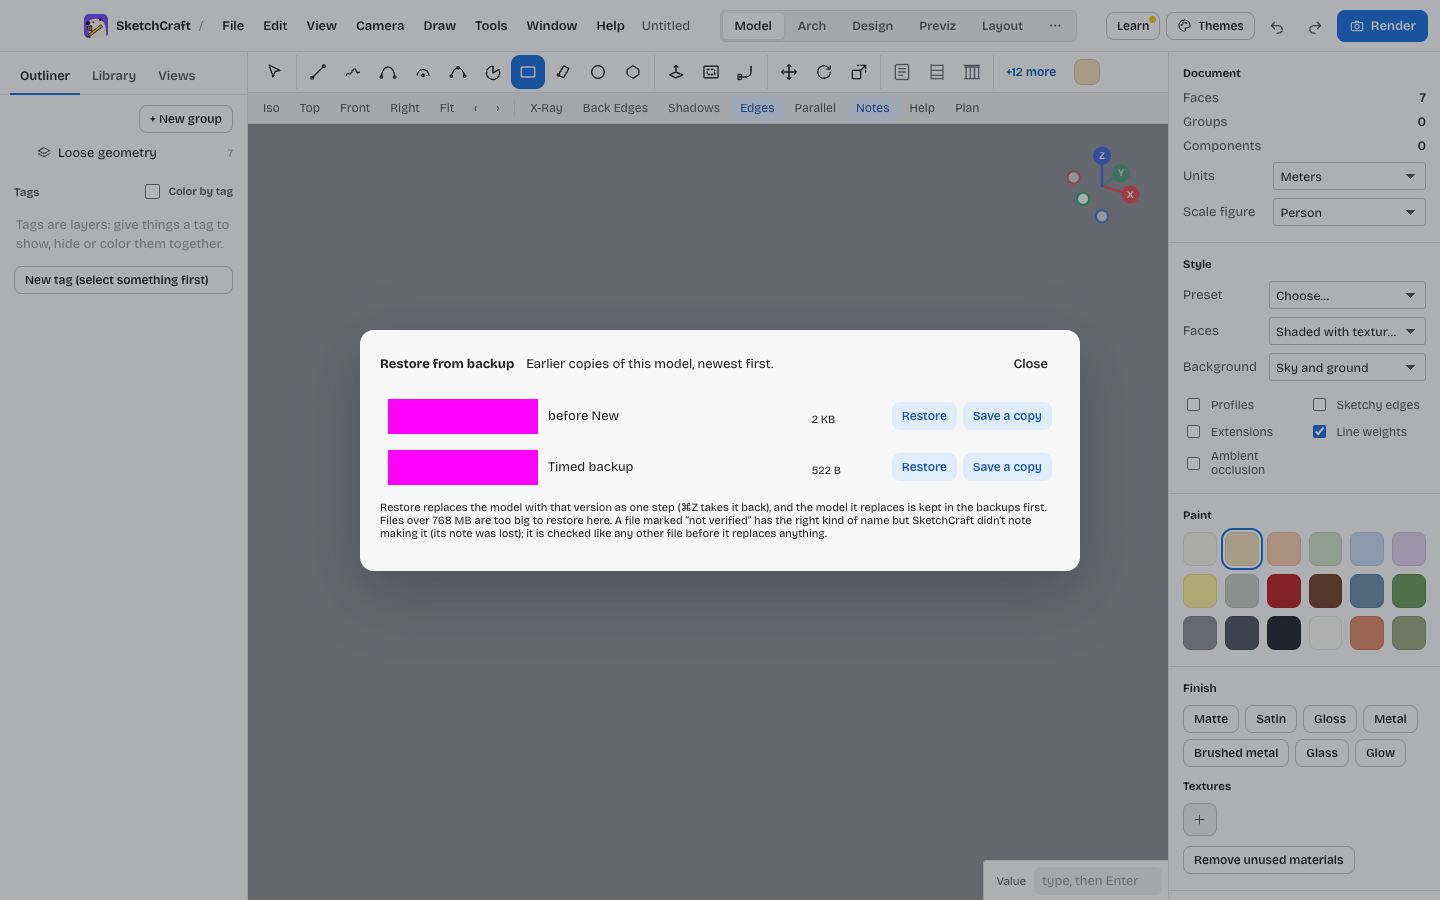 SketchCraft / File Edit View Camera Draw Tools Window Help Untitled Model Arch Design Previz Layout ··· Learn Themes Render
Outliner Library Views
+ New group
Loose geometry 7
Tags Color by tag
Tags are layers: give things a tag to
show, hide or color them together.
New tag (select something first)
+12 more
Iso Top Front Right Fit ‹ › X-Ray Back Edges Shadows Edges Parallel Notes Help Plan
Z
Y
X
Restore from backup Earlier copies of this model, newest first. Close
before New 2 KB Restore Save a copy
Timed backup 522 B Restore Save a copy
Restore replaces the model with that version as one step (⌘Z takes it back), and the model it replaces is kept in the backups first.
Files over 768 MB are too big to restore here. A file marked “not verified” has the right kind of name but SketchCraft didn’t note
making it (its note was lost); it is checked like any other file before it replaces anything.
Value type, then Enter
Document
Faces 7
Groups 0
Components 0
Units Meters
Scale figure Person
Style
Preset Choose...
Faces Shaded with textur...
Background Sky and ground
Profiles Sketchy edges
Extensions Line weights
Ambient
occlusion
Paint
Finish
Matte Satin Gloss Metal
Brushed metal Glass Glow
Textures
+
Remove unused materials